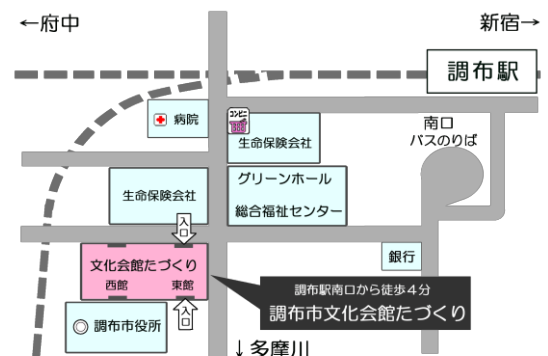 ←府中
新宿→
調布駅
病院
コンビニ
生命保険会社
南口
バスのりば
グリーンホール
総合福祉センター
生命保険会社
入口
文化会館たづくり
西館
東館
銀行
調布駅南口から徒歩4分
調布市文化会館たづくり
入口
調布市役所
↓多摩川